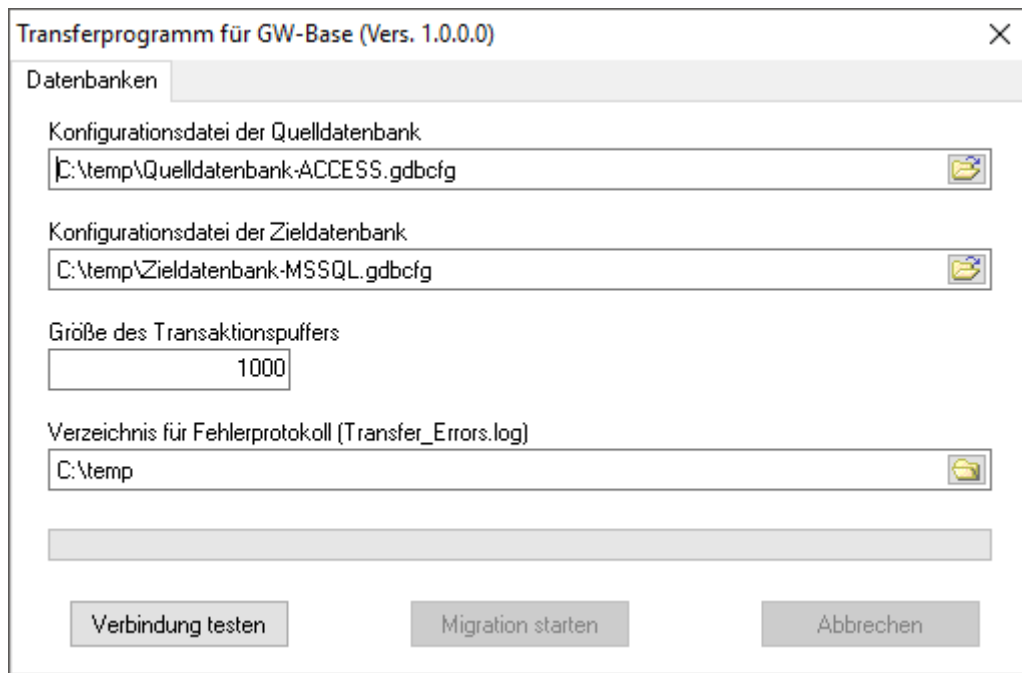 Transferprogramm für GW-Base (Vers. 1.0.0.0)
Datenbanken
Konfigurationsdatei der Quelldatenbank
C:\temp\Quelldatenbank-ACCESS.gdbcfg
Konfigurationsdatei der Zieldatenbank
C:\temp\Zieldatenbank-MSSQL.gdbcfg
Größe des Transaktionspuffers
1000
Verzeichnis für Fehlerprotokoll (Transfer_Errors.log)
C:\temp
Verbindung testen Migration starten Abbrechen